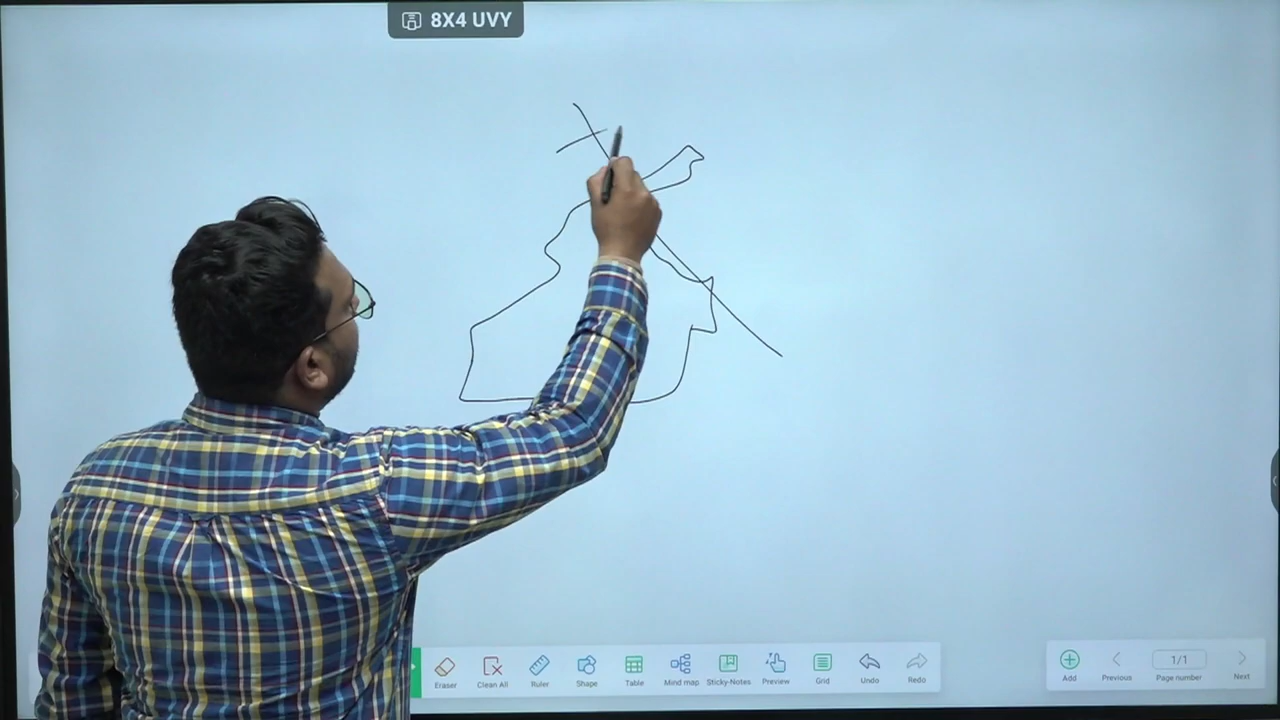 8X4 UVY
Eraser
Clean All
Ruler
Shape
Table
Mind map
Sticky-Notes
Preview
Grid
Undo
Redo
Add
Previous
1/1
Page number
Next